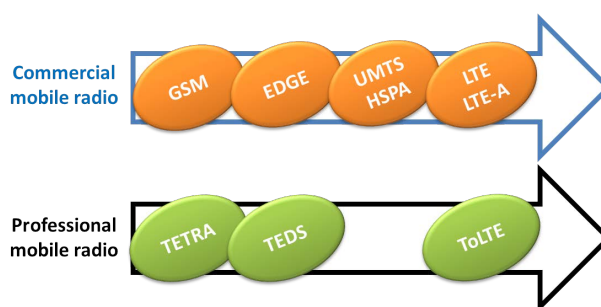 Commercial
mobile radio
GSM
EDGE
UMTS
HSPA
LTE
LTE-A
Professional
mobile radio
TETRA
TEDS
ToLTE